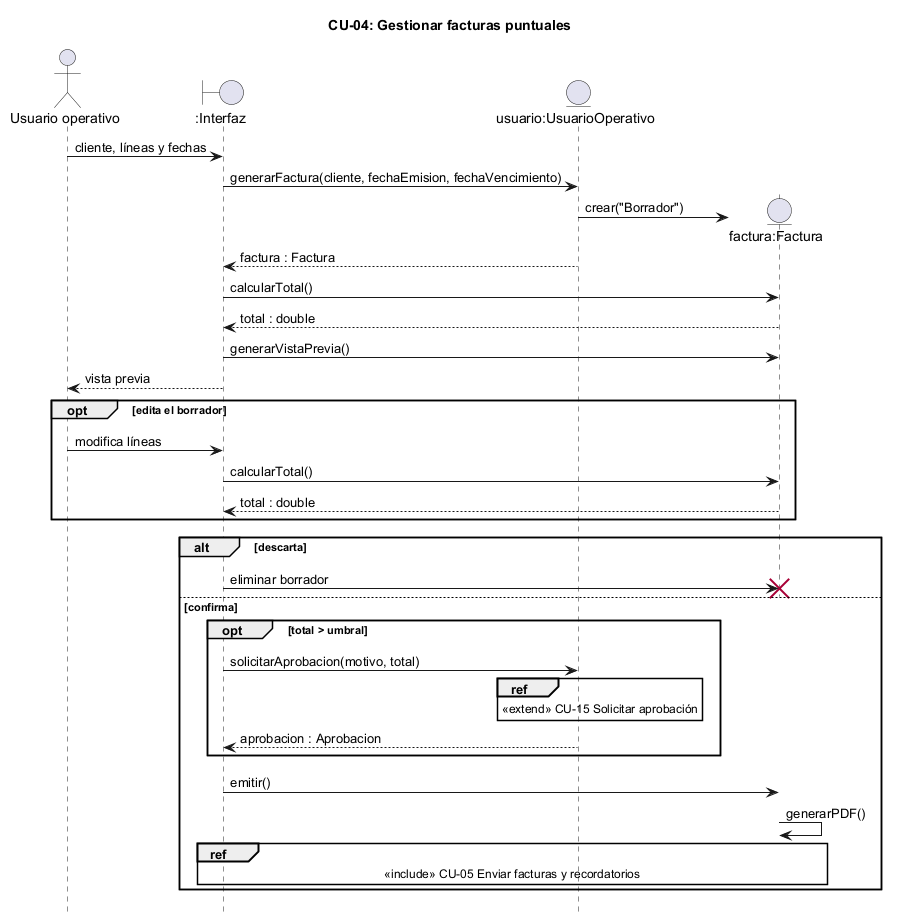 CU-04: Gestionar facturas puntuales
Usuario operativo
:Interfaz
usuario:UsuarioOperativo
cliente, líneas y fechas
generarFactura(cliente, fechaEmision, fechaVencimiento)
crear("Borrador")
factura:Factura
factura : Factura
calcularTotal()
total : double
generarVistaPrevia()
vista previa
opt [edita el borrador]
modifica líneas
calcularTotal()
total : double
alt [descarta]
eliminar borrador
[confirma]
opt [total > umbral]
solicitarAprobacion(motivo, total)
ref
«extend» CU-15 Solicitar aprobación
aprobacion : Aprobacion
emitir()
generarPDF()
ref
«include» CU-05 Enviar facturas y recordatorios